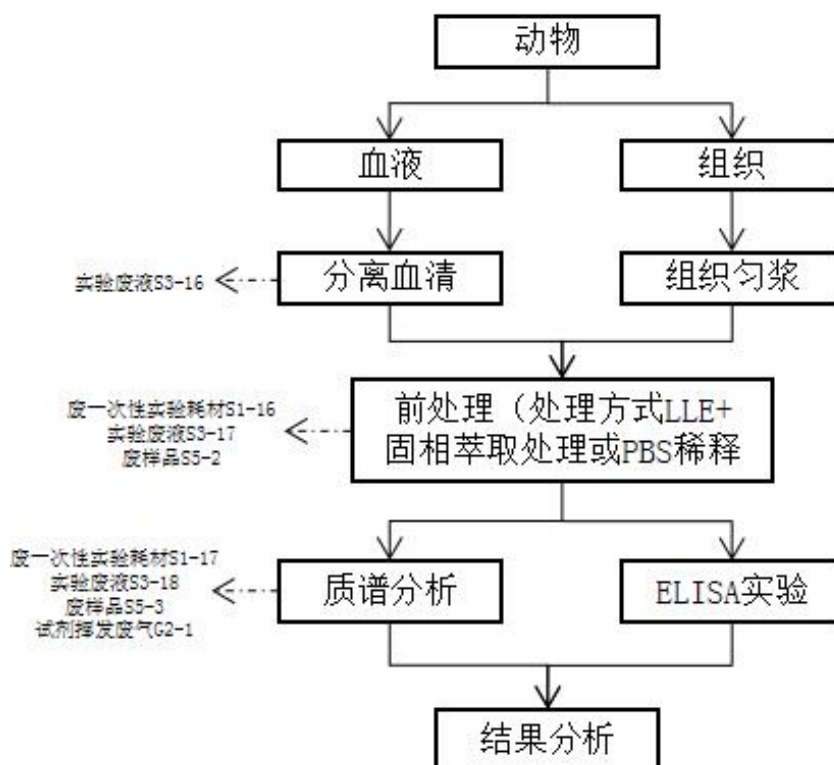 动物
血液
组织
实验废液S3-16
分离血清
组织匀浆
废一次性实验耗材S1-16
实验废液S3-17
废样品S5-2
前处理（处理方式LLE+
固相萃取处理或PBS稀释
废一次性实验耗材S1-17
实验废液S3-18
废样品S5-3
试剂挥发废气G2-1
质谱分析
ELISA实验
结果分析